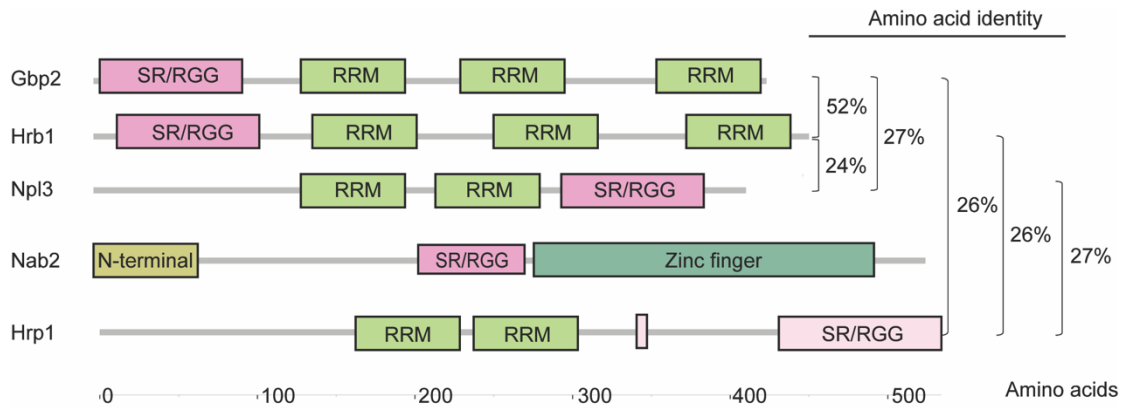 Amino acid identity
Gbp2 SR/RGG RRM RRM RRM
52%
Hrb1 SR/RGG RRM RRM RRM
27%
24%
Npl3 RRM RRM SR/RGG
26%
26%
27%
Nab2 N-terminal SR/RGG Zinc finger
Hrp1 RRM RRM SR/RGG
0 100 200 300 400 500 Amino acids